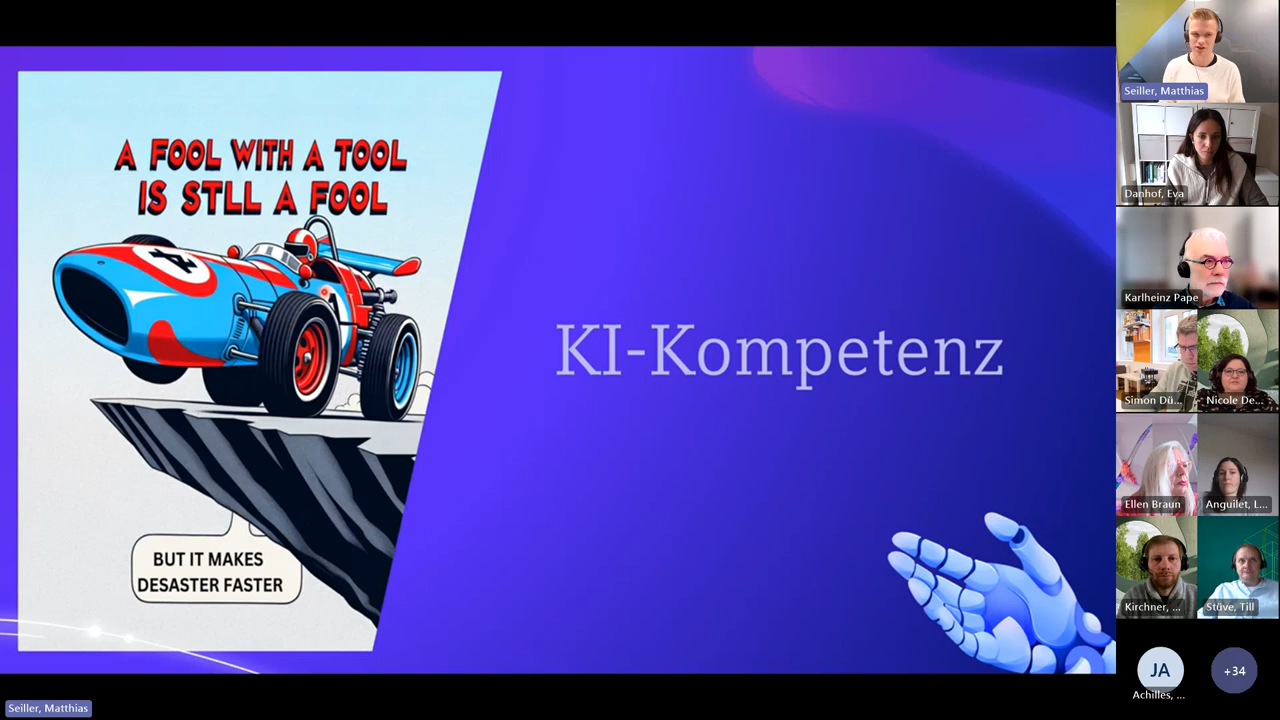 A FOOL WITH A TOOL
IS STLL A FOOL
4
BUT IT MAKES
DESASTER FASTER
KI-Kompetenz
Seiller, Matthias
Danhof, Eva
Karlheinz Pape
Simon Dü...
Nicole De...
Ellen Braun
Anguilet, L...
Kirchner, ...
Stüve, Till
JA
Achilles, ...
+34
Seiller, Matthias